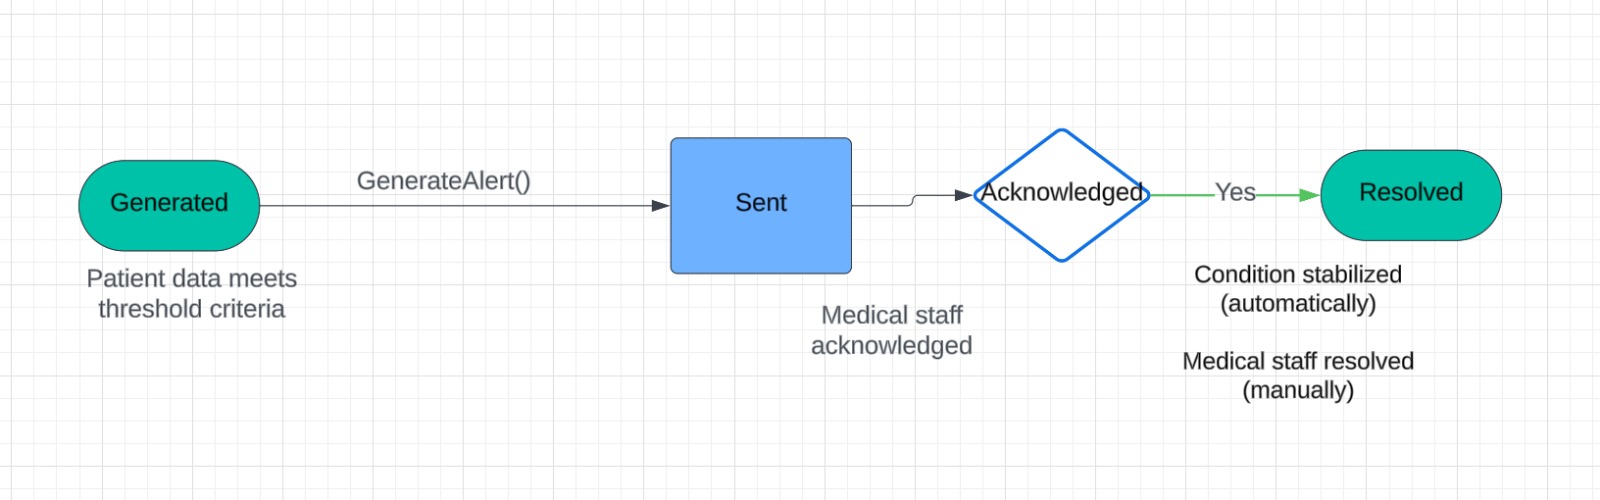 Generated
Patient data meets
threshold criteria
GenerateAlert()
Sent
Medical staff
acknowledged
Acknowledged
Yes
Resolved
Condition stabilized
(automatically)
Medical staff resolved
(manually)